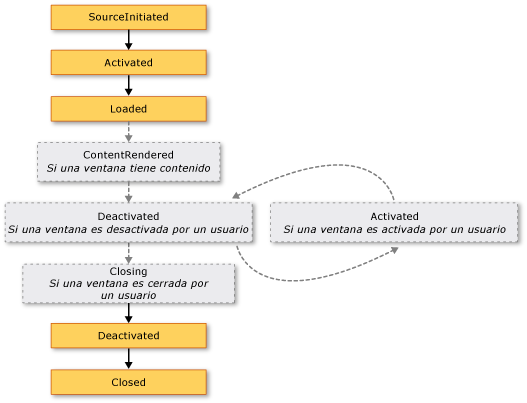 SourceInitiated
Activated
Loaded
ContentRendered
Si una ventana tiene contenido
Deactivated
Si una ventana es desactivada por un usuario
Activated
Si una ventana es activada por un usuario
Closing
Si una ventana es cerrada por
un usuario
Deactivated
Closed